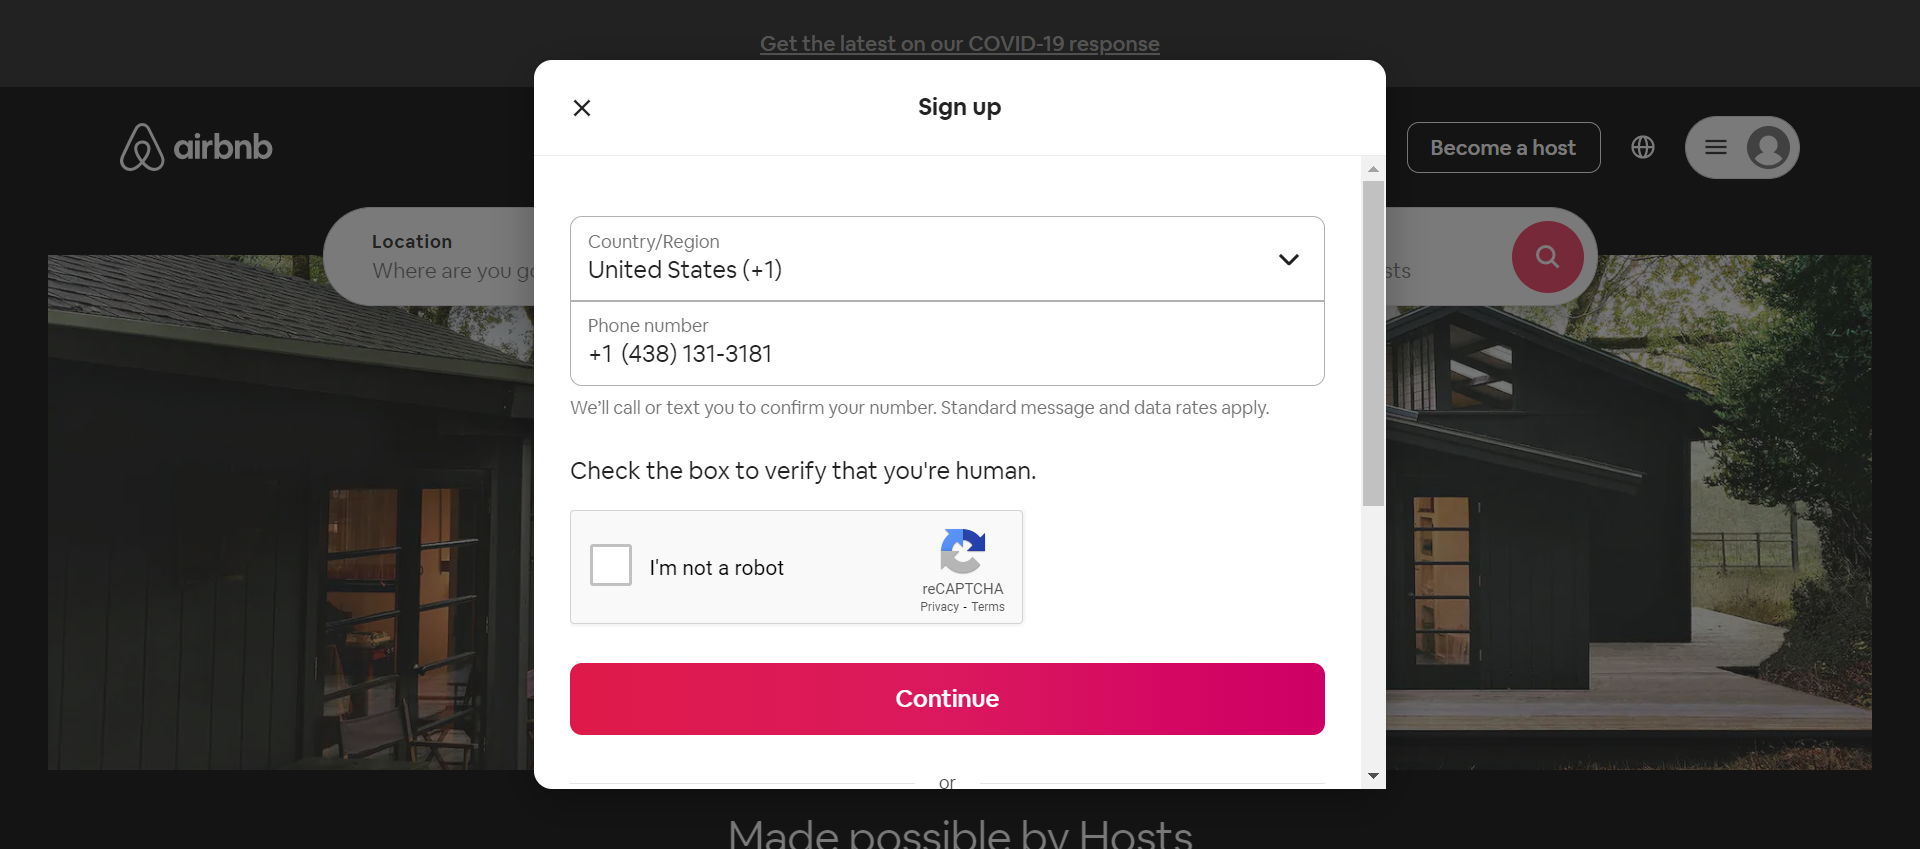 Get the latest on our COVID-19 response
Sign up
airbnb
Become a host
Location
Where are you
Country/Region
United States (+1)
Phone number
+1 (438) 131-3181
We'll call or text you to confirm your number. Standard message and data rates apply.
Check the box to verify that you're human.
I'm not a robot
reCAPTCHA
Privacy - Terms
Continue
or
Made possible by Hosts